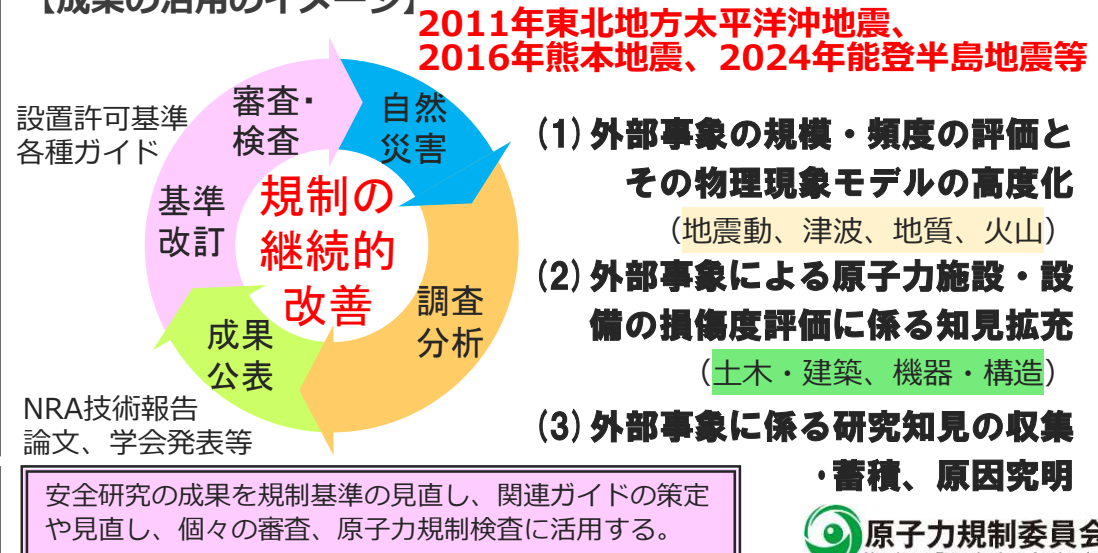 【成果の活用のイメージ】
2011年東北地方太平洋沖地震、
2016年熊本地震、2024年能登半島地震等
設置許可基準
各種ガイド
審査・
検査
自然
災害
基準
改訂
規制の
継続的
改善
調査
分析
成果
公表
NRA技術報告
論文、学会発表等
(1)外部事象の規模・頻度の評価と
その物理現象モデルの高度化
（地震動、津波、地質、火山）
(2)外部事象による原子力施設・設
備の損傷度評価に係る知見拡充
（土木・建築、機器・構造）
(3)外部事象に係る研究知見の収集
・蓄積、原因究明
安全研究の成果を規制基準の見直し、関連ガイドの策定
や見直し、個々の審査、原子力規制検査に活用する。
原子力規制委員会